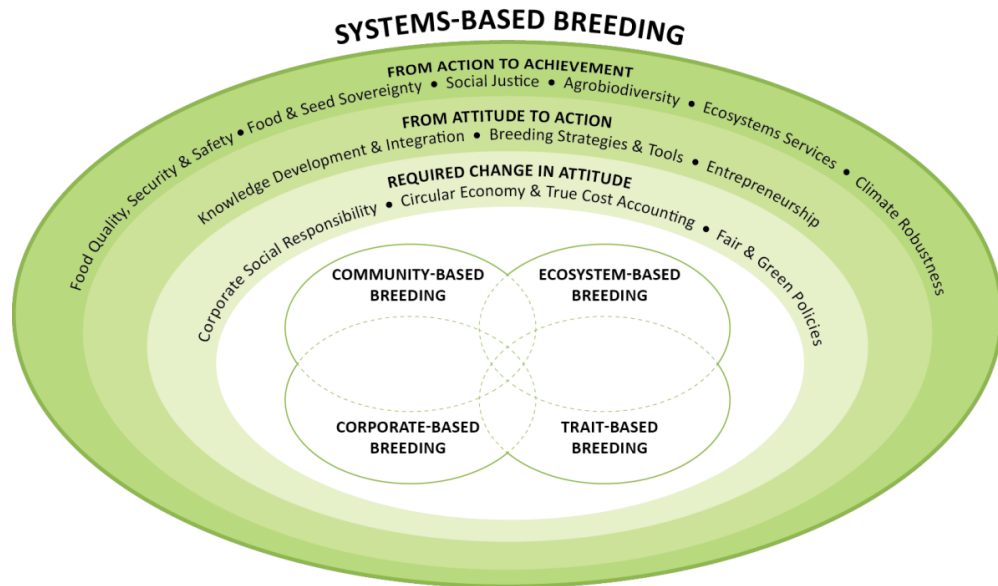 SYSTEMS-BASED BREEDING
FROM ACTION TO ACHIEVEMENT
Food Quality, Security & Safety • Food & Seed Sovereignty • Social Justice • Agrobiodiversity • Ecosystems Services • Climate Robustness
FROM ATTITUDE TO ACTION
Knowledge Development & Integration • Breeding Strategies & Tools • Entrepreneurship
REQUIRED CHANGE IN ATTITUDE
Corporate Social Responsibility • Circular Economy & True Cost Accounting • Fair & Green Policies
COMMUNITY-BASED
BREEDING
ECOSYSTEM-BASED
BREEDING
CORPORATE-BASED
BREEDING
TRAIT-BASED
BREEDING